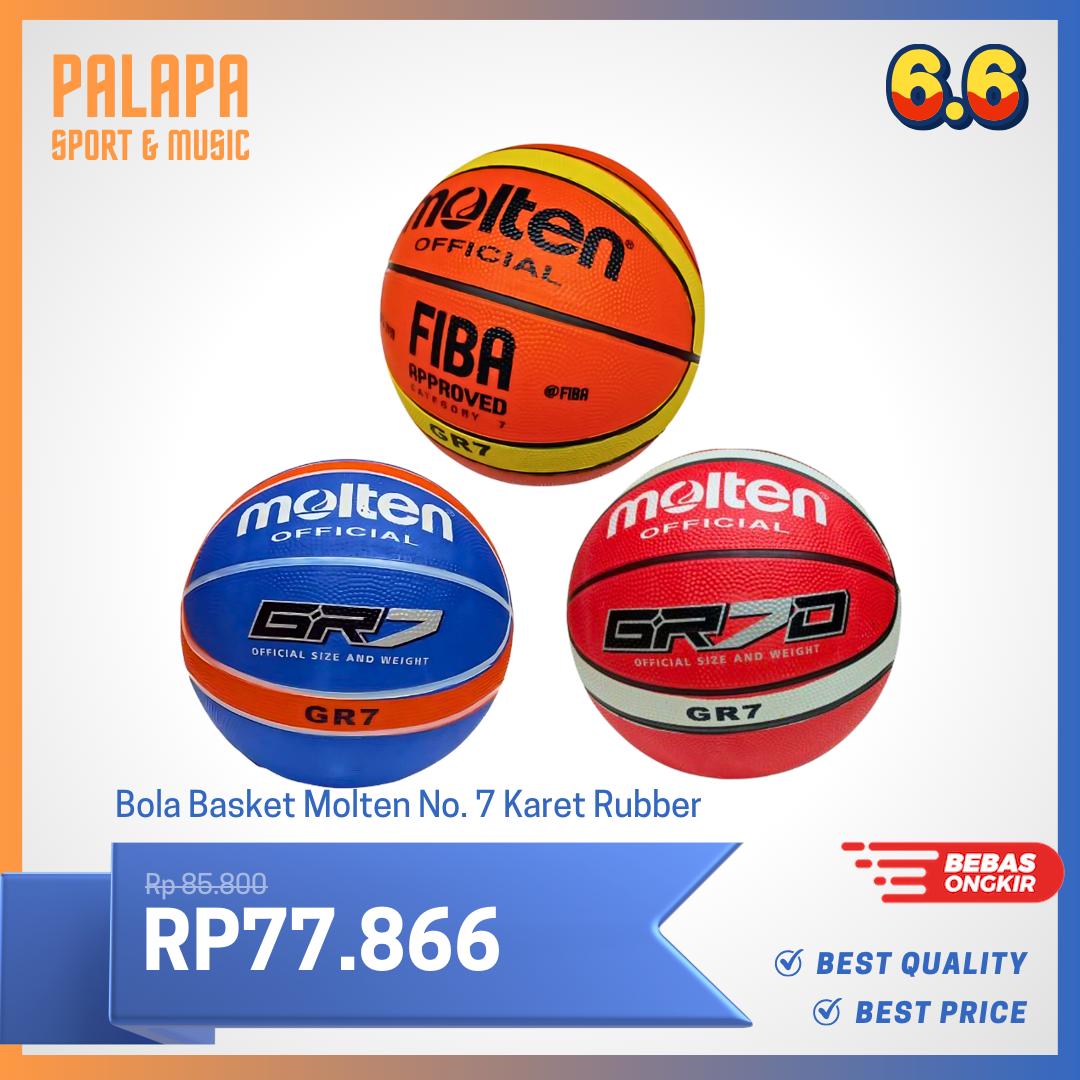 PALAPA
SPORT & MUSIC
6.6
molten®
OFFICIAL
FIBA
APPROVED
CATEGORY 7
@FIBA
GR7
molten
OFFICIAL
GR7
OFFICIAL SIZE AND WEIGHT
GR7
molten®
OFFICIAL
GR7D
OFFICIAL SIZE AND WEIGHT
GR7
Bola Basket Molten No. 7 Karet Rubber
Rp 85.800
RP77.866
BEBAS
ONGKIR
BEST QUALITY
BEST PRICE